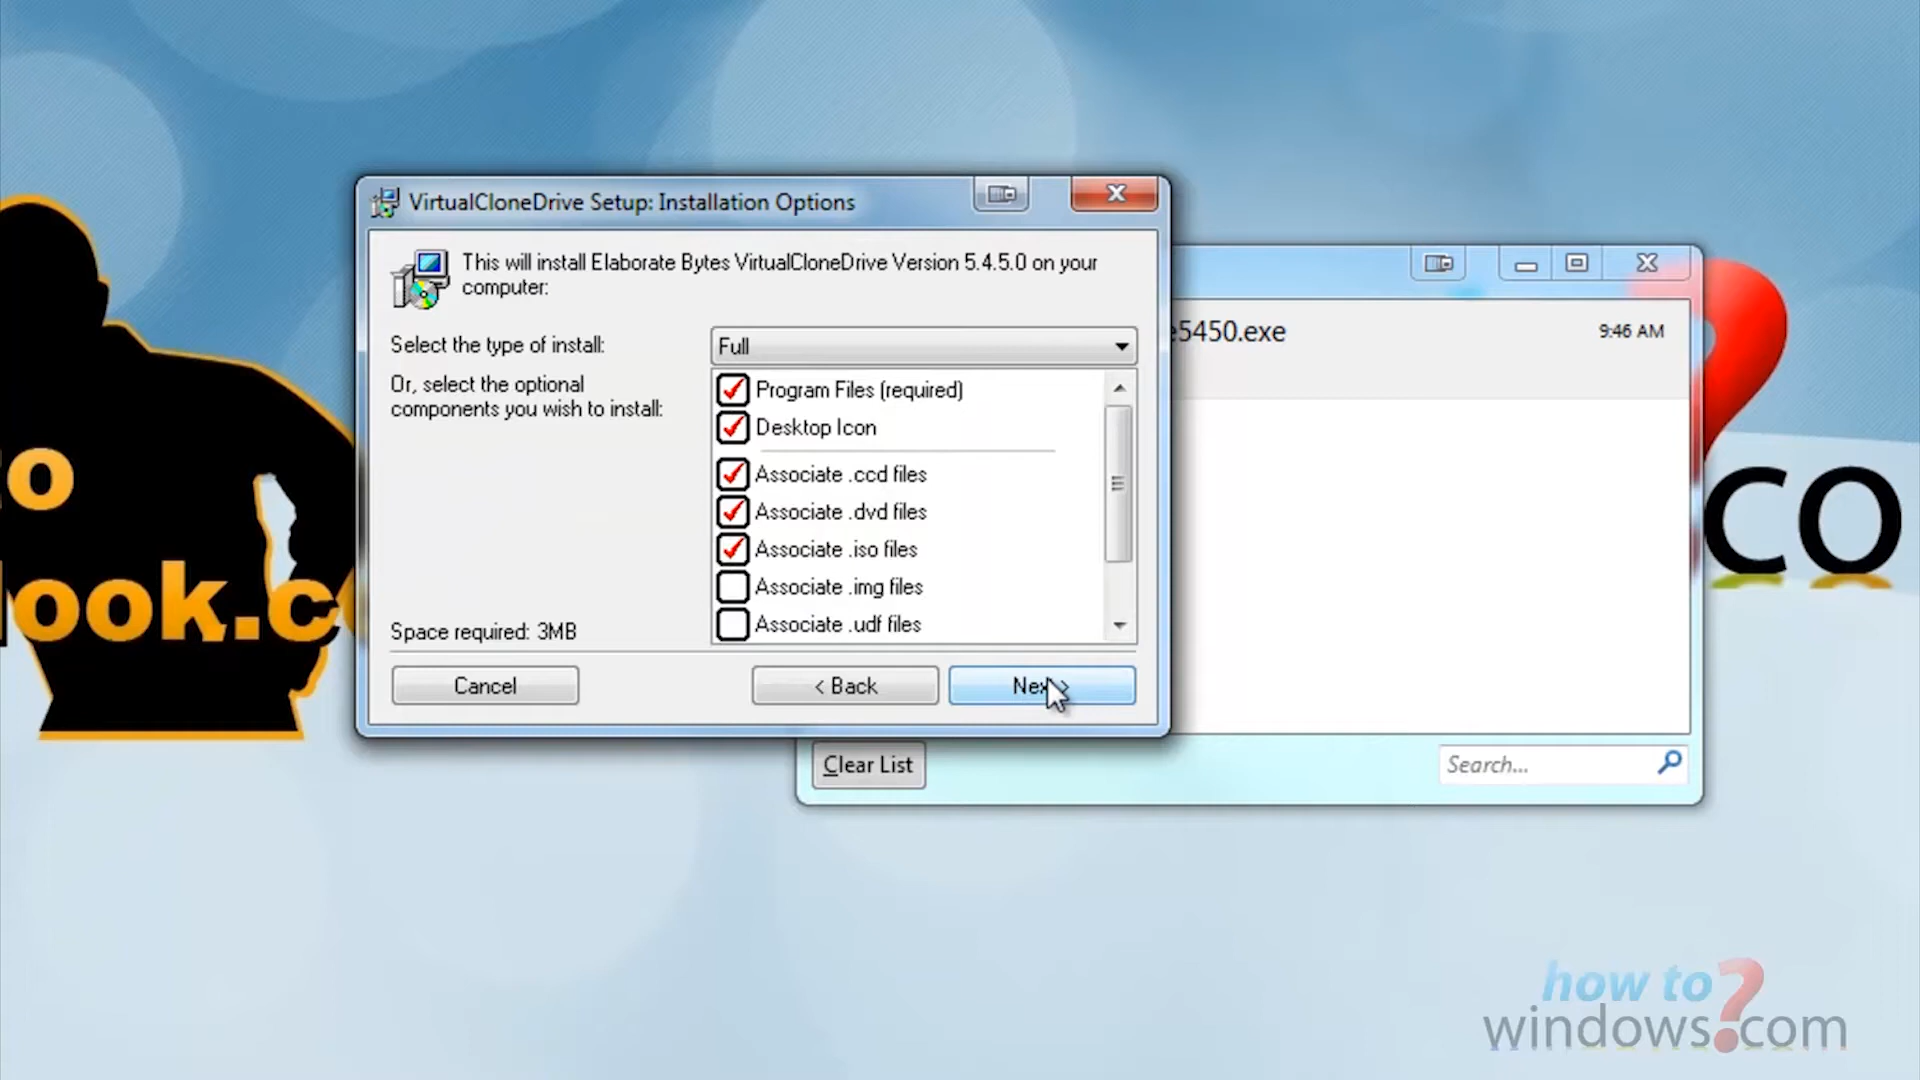 VirtualCloneDrive Setup: Installation Options
This will install Elaborate Bytes VirtualCloneDrive Version 5.4.5.0 on your
computer:
Select the type of install:
Full
Or, select the optional
components you wish to install:
Program Files (required)
Desktop Icon
Associate .ccd files
Associate .dvd files
Associate .iso files
Associate .img files
Associate .udf files
Space required: 3MB
Cancel
< Back
Next >
e5450.exe
9:46 AM
Clear List
Search...
to
look.c
co
how to?
windows.com